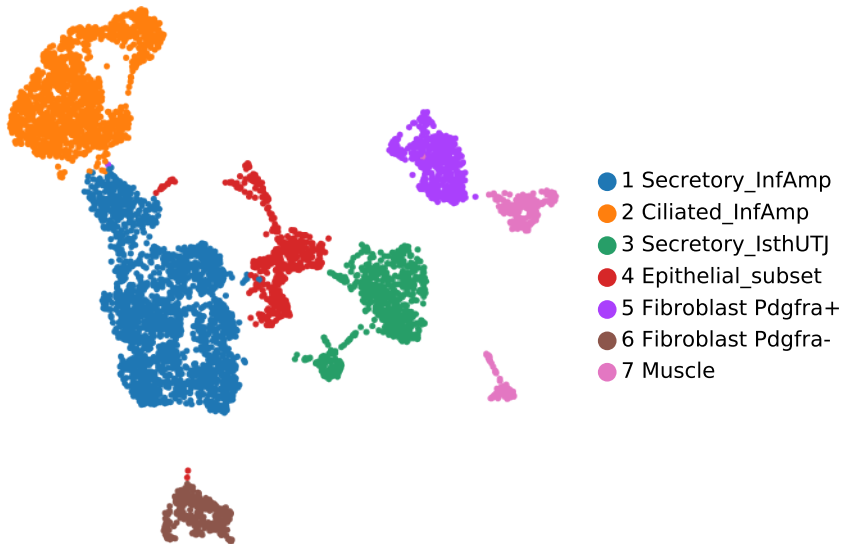 1 Secretory_InfAmp
2 Ciliated_InfAmp
3 Secretory_IsthUTJ
4 Epithelial_subset
5 Fibroblast Pdgfra+
6 Fibroblast Pdgfra-
7 Muscle